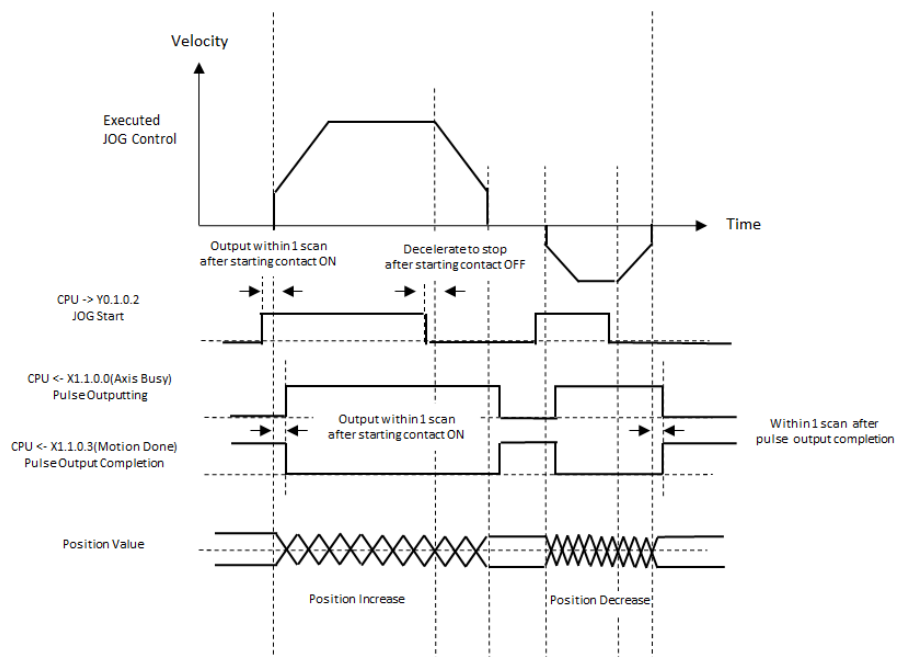 Velocity
Executed
JOG Control
Time
Output within 1 scan
after starting contact ON
Decelerate to stop
after starting contact OFF
CPU -> Y0.1.0.2
JOG Start
CPU <- X1.1.0.0(Axis Busy)
Pulse Outputting
Output within 1 scan
after starting contact ON
Within 1 scan after
pulse output completion
CPU <- X1.1.0.3(Motion Done)
Pulse Output Completion
Position Value
Position Increase
Position Decrease